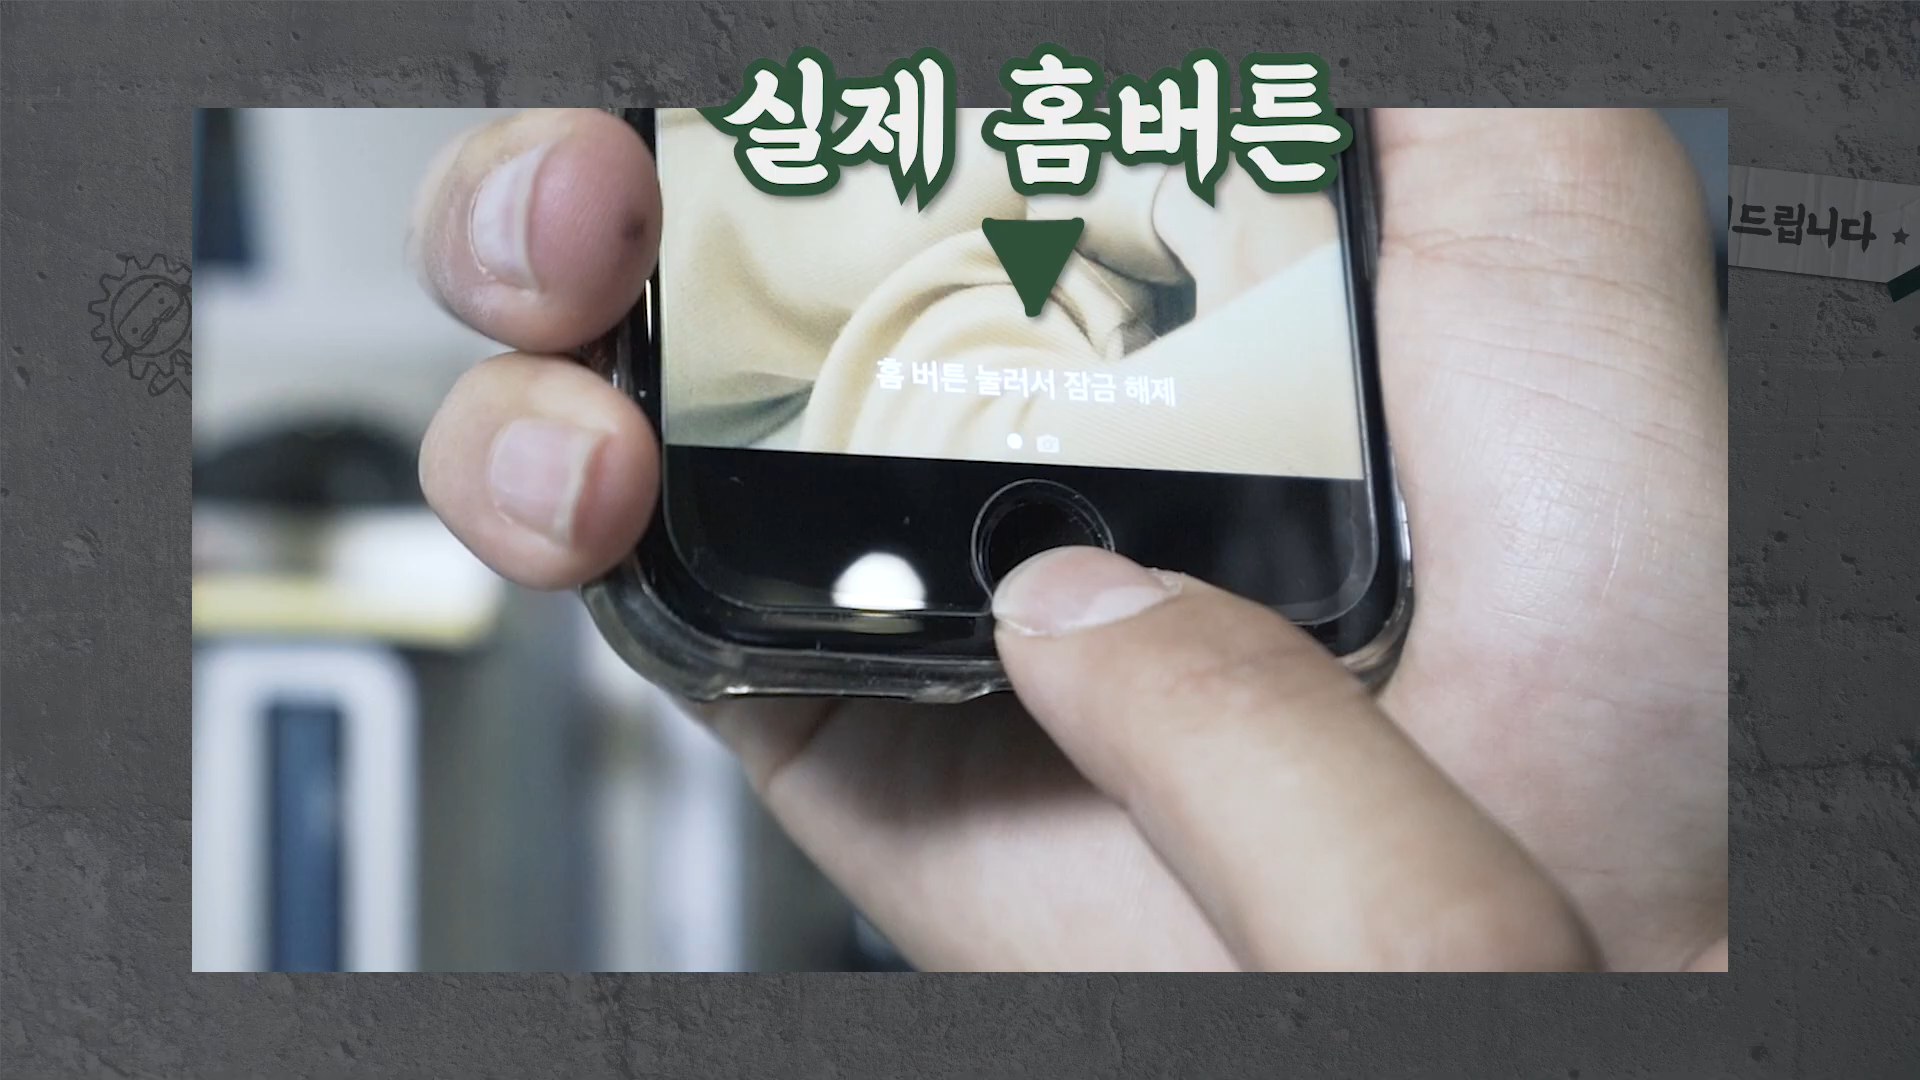 실제 홈버튼
드립니다
홈 버튼 눌러서 잠금 해제